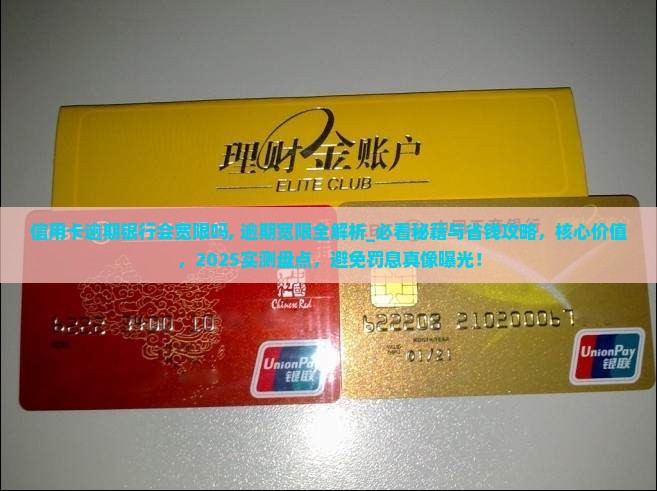 理财金账户
ELITE CLUB
信用卡逾期银行会宽限吗, 逾期宽限全解析_必看秘籍与省钱攻略，核心价值
，2025实测盘点，避免罚息真像曝光！
Chinese Red
UnionPay
银联
MONTH/YEAR
01/21
UnionPay
银联